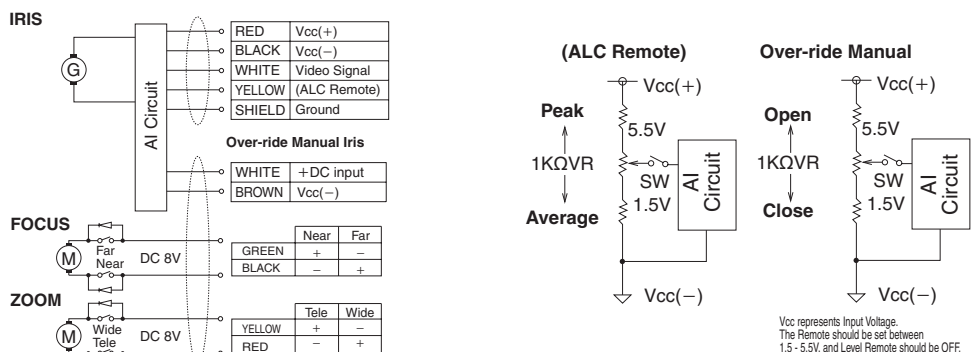 IRIS
G
AI Circuit
RED Vcc(+)
BLACK Vcc(−)
WHITE Video Signal
YELLOW (ALC Remote)
SHIELD Ground
Over-ride Manual Iris
WHITE +DC input
BROWN Vcc(−)
FOCUS
M
Far
Near
DC 8V
Near Far
GREEN + −
BLACK − +
ZOOM
M
Wide
Tele
DC 8V
Tele Wide
YELLOW + −
RED − +
(ALC Remote)
Vcc(+)
Peak
5.5V
1KΩVR
SW
AI
Circuit
1.5V
Average
Vcc(−)
Over-ride Manual
Vcc(+)
Open
5.5V
1KΩVR
SW
AI
Circuit
1.5V
Close
Vcc(−)
Vcc represents Input Voltage.
The Remote should be set between
1.5 - 5.5V, and Level Remote should be OFF.